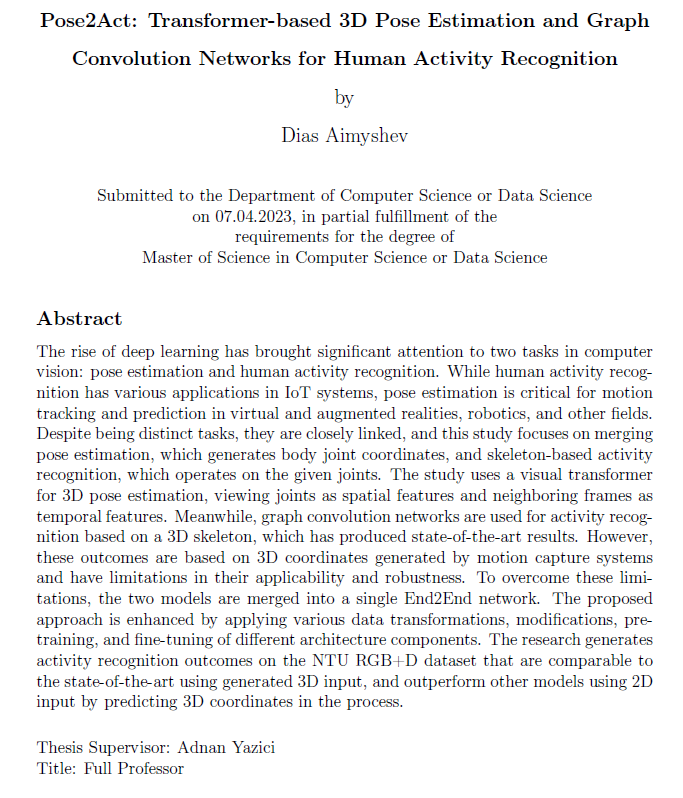 Pose2Act: Transformer-based 3D Pose Estimation and Graph
Convolution Networks for Human Activity Recognition
by
Dias Aimyshev
Submitted to the Department of Computer Science or Data Science
on 07.04.2023, in partial fulfillment of the
requirements for the degree of
Master of Science in Computer Science or Data Science
Abstract
The rise of deep learning has brought significant attention to two tasks in computer
vision: pose estimation and human activity recognition. While human activity recog-
nition has various applications in IoT systems, pose estimation is critical for motion
tracking and prediction in virtual and augmented realities, robotics, and other fields.
Despite being distinct tasks, they are closely linked, and this study focuses on merging
pose estimation, which generates body joint coordinates, and skeleton-based activity
recognition, which operates on the given joints. The study uses a visual transformer
for 3D pose estimation, viewing joints as spatial features and neighboring frames as
temporal features. Meanwhile, graph convolution networks are used for activity recog-
nition based on a 3D skeleton, which has produced state-of-the-art results. However,
these outcomes are based on 3D coordinates generated by motion capture systems
and have limitations in their applicability and robustness. To overcome these limi-
tations, the two models are merged into a single End2End network. The proposed
approach is enhanced by applying various data transformations, modifications, pre-
training, and fine-tuning of different architecture components. The research generates
activity recognition outcomes on the NTU RGB+D dataset that are comparable to
the state-of-the-art using generated 3D input, and outperform other models using 2D
input by predicting 3D coordinates in the process.
Thesis Supervisor: Adnan Yazici
Title: Full Professor